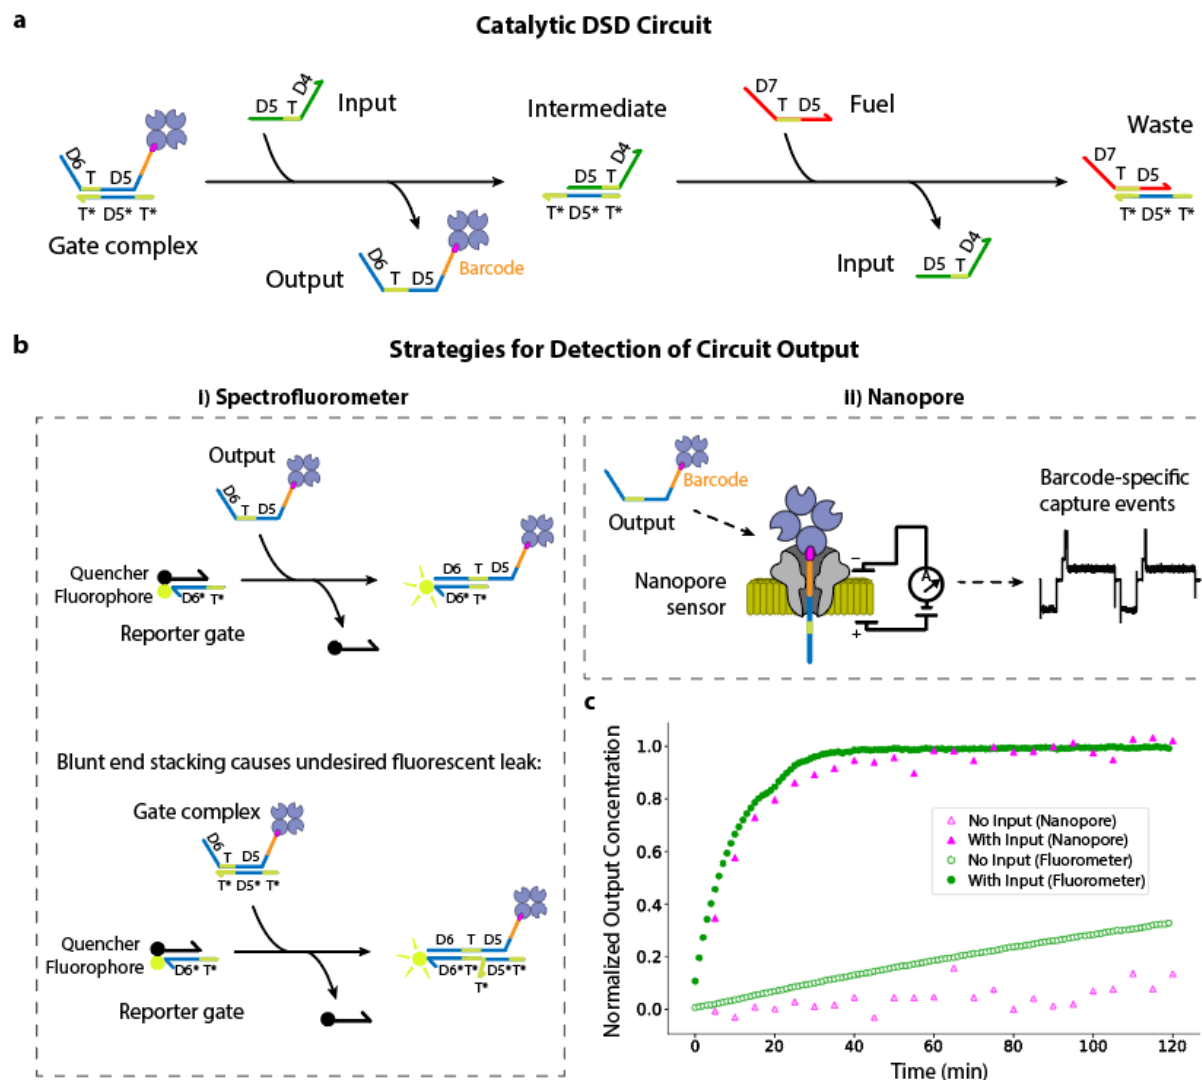 a
Catalytic DSD Circuit
D6
T
D5
T* D5* T*
Gate complex
D5 T D4
Input
D6
T
D5
Output
Barcode
Intermediate
D4
D5 T
T* D5* T*
D7
T D5
Fuel
Input
D5 T D4
Waste
D7
T D5
T* D5* T*
b
Strategies for Detection of Circuit Output
i) Spectrofluorometer
Output
D6
T D5
Quencher
Fluorophore
D6* T*
Reporter gate
D6 T D5
D6* T*
Blunt end stacking causes undesired fluorescent leak:
Gate complex
D6
T D5
T* D5* T*
Quencher
Fluorophore
D6* T*
Reporter gate
D6 T D5
D6*T* D5*T*
T*
ii) Nanopore
Barcode
Output
Nanopore
sensor
−
+
A
Barcode-specific
capture events
c
Normalized Output Concentration
1.0
0.8
0.6
0.4
0.2
0.0
No Input (Nanopore)
With Input (Nanopore)
No Input (Fluorometer)
With Input (Fluorometer)
0 20 40 60 80 100 120
Time (min)